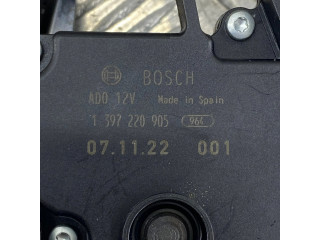 BOSCH
ADO 12V Made in Spain
1 397 220 905 964
07.11.22 001